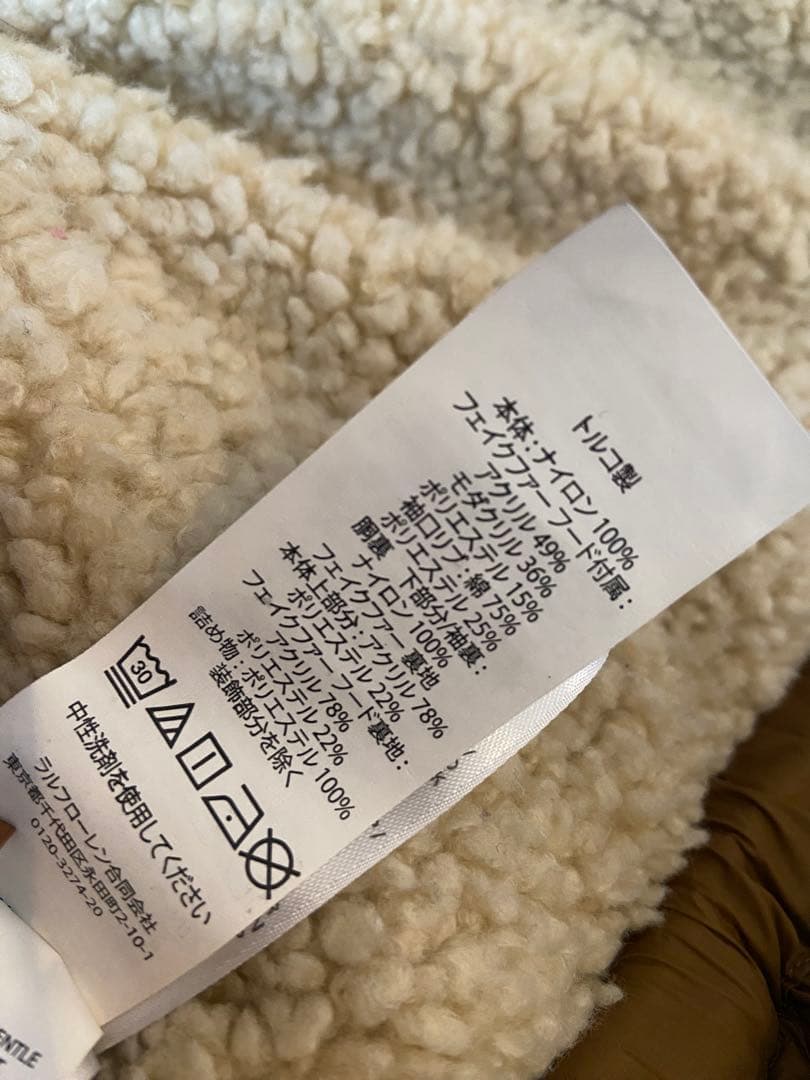 トルコ製
本体：ナイロン 100%
フェイクファー フード付属：
アクリル 49%
モダクリル 36%
ポリエステル 15%
袖口リブ：綿 75%
ポリエステル 25%
胴裏 下部分/袖裏：
ナイロン 100%
フェイクファー 裏地
本体上部分：アクリル 78%
ポリエステル 22%
フェイクファー フード裏地：
アクリル 78%
ポリエステル 22%
詰め物：ポリエステル 100%
装飾部分を除く
30
中性洗剤を使用してください
ラルフローレン合同会社
東京都千代田区永田町2-10-1
0120-3274-20